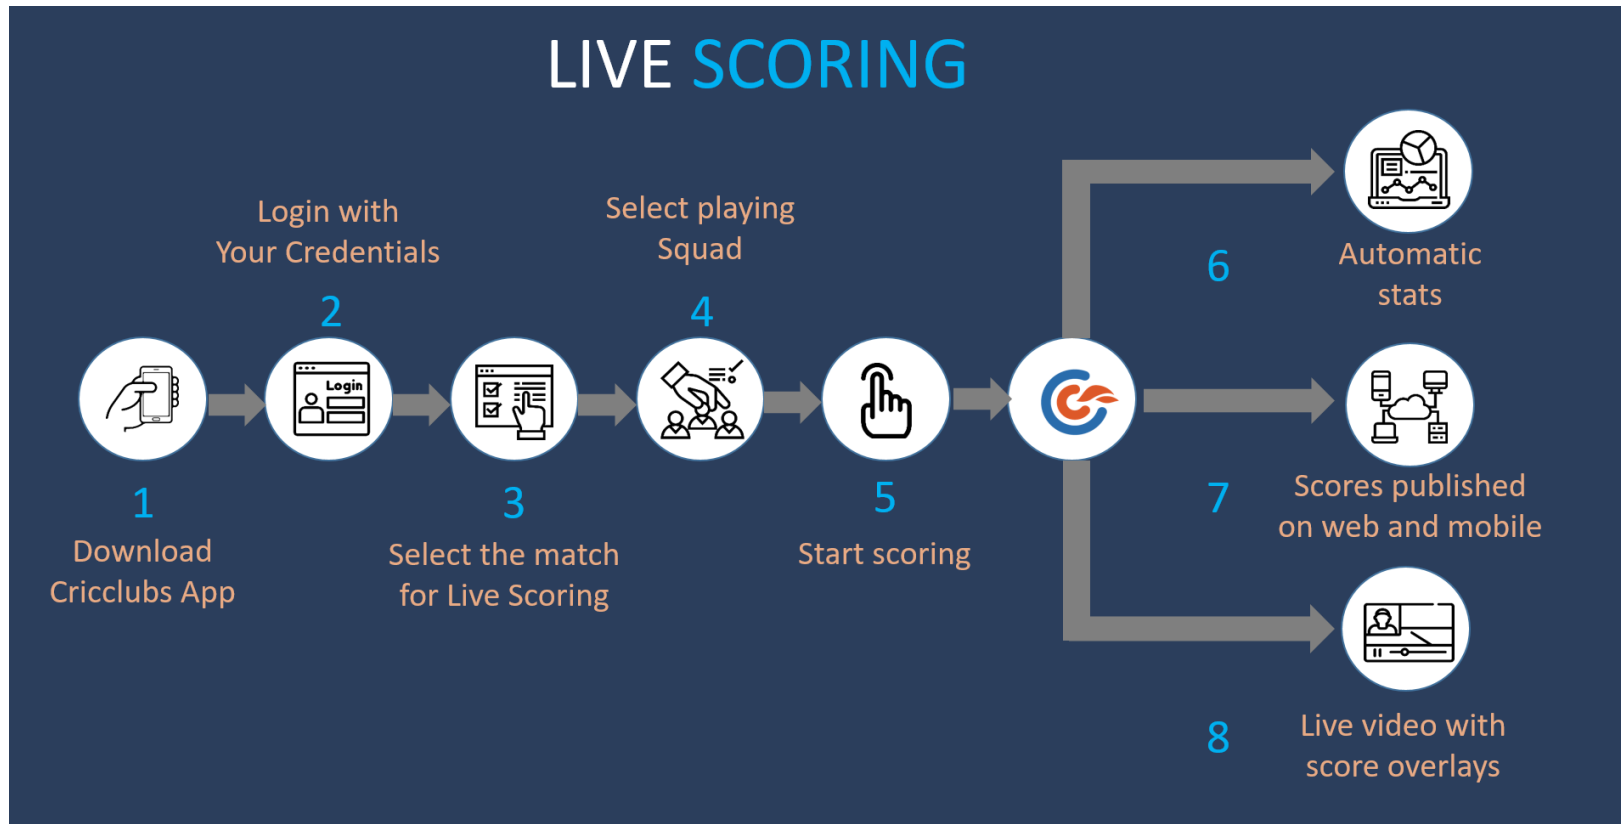 LIVE SCORING
1
Download
Cricclubs App
Login with
Your Credentials
2
Login
3
Select the match
for Live Scoring
Select playing
Squad
4
5
Start scoring
6
Automatic
stats
7
Scores published
on web and mobile
8
Live video with
score overlays